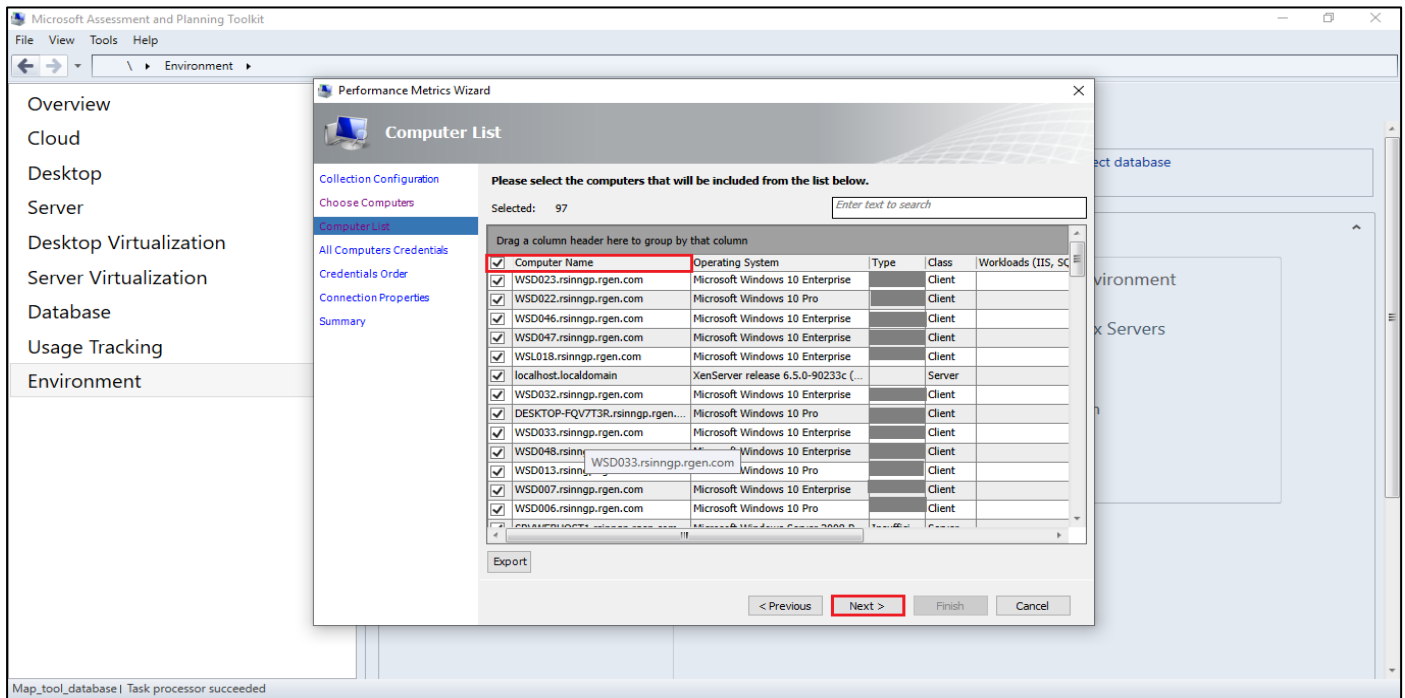 Microsoft Assessment and Planning Toolkit
File View Tools Help
\ Environment
Overview
Cloud
Desktop
Server
Desktop Virtualization
Server Virtualization
Database
Usage Tracking
Environment
ect database
vironment
x Servers
Performance Metrics Wizard
Computer List
Collection Configuration
Choose Computers
Computer List
All Computers Credentials
Credentials Order
Connection Properties
Summary
Please select the computers that will be included from the list below.
Selected: 97
Enter text to search
Drag a column header here to group by that column
Computer Name Operating System Type Class Workloads (IIS, SC
WSD023.rsinngp.rgen.com Microsoft Windows 10 Enterprise Client
WSD022.rsinngp.rgen.com Microsoft Windows 10 Pro Client
WSD046.rsinngp.rgen.com Microsoft Windows 10 Enterprise Client
WSD047.rsinngp.rgen.com Microsoft Windows 10 Enterprise Client
WSL018.rsinngp.rgen.com Microsoft Windows 10 Enterprise Client
localhost.localdomain XenServer release 6.5.0-90233c (... Server
WSD032.rsinngp.rgen.com Microsoft Windows 10 Enterprise Client
DESKTOP-FQV7T3R.rsinngp.rgen.... Microsoft Windows 10 Pro Client
WSD033.rsinngp.rgen.com Microsoft Windows 10 Enterprise Client
WSD048.rsinn Windows 10 Enterprise Client
WSD033.rsinngp.rgen.com
WSD013.rsinn Windows 10 Pro Client
WSD007.rsinngp.rgen.com Microsoft Windows 10 Enterprise Client
WSD006.rsinngp.rgen.com Microsoft Windows 10 Pro Client
Export
< Previous Next > Finish Cancel
Map_tool_database | Task processor succeeded